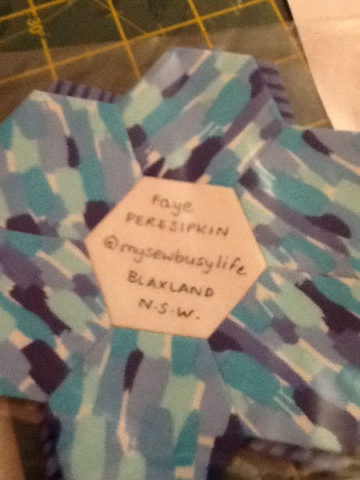 Faye
PERESIPKIN
@mysewbusylife
BLAXLAND
N.S.W.